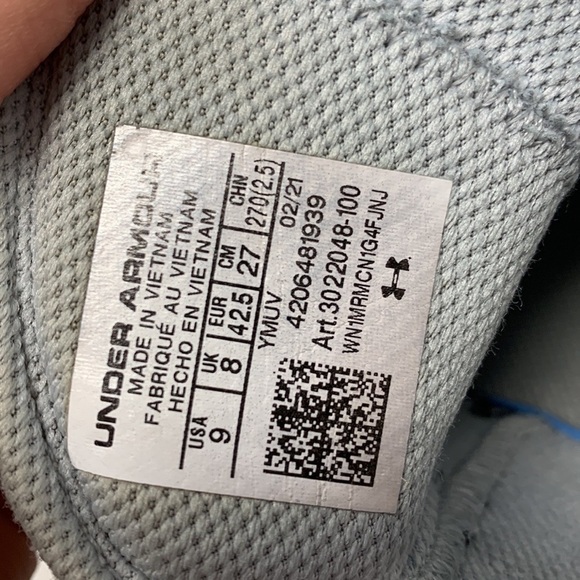 UNDER ARMOUR
MADE IN VIETNAM
FABRIQUÉ AU VIETNAM
HECHO EN VIETNAM
USA UK EUR CM CHN
9 8 42.5 27 270(2.5)
YMUV 02/21
4206481939
Art.3022048-100
WN1MRMCN1G4FJNJ